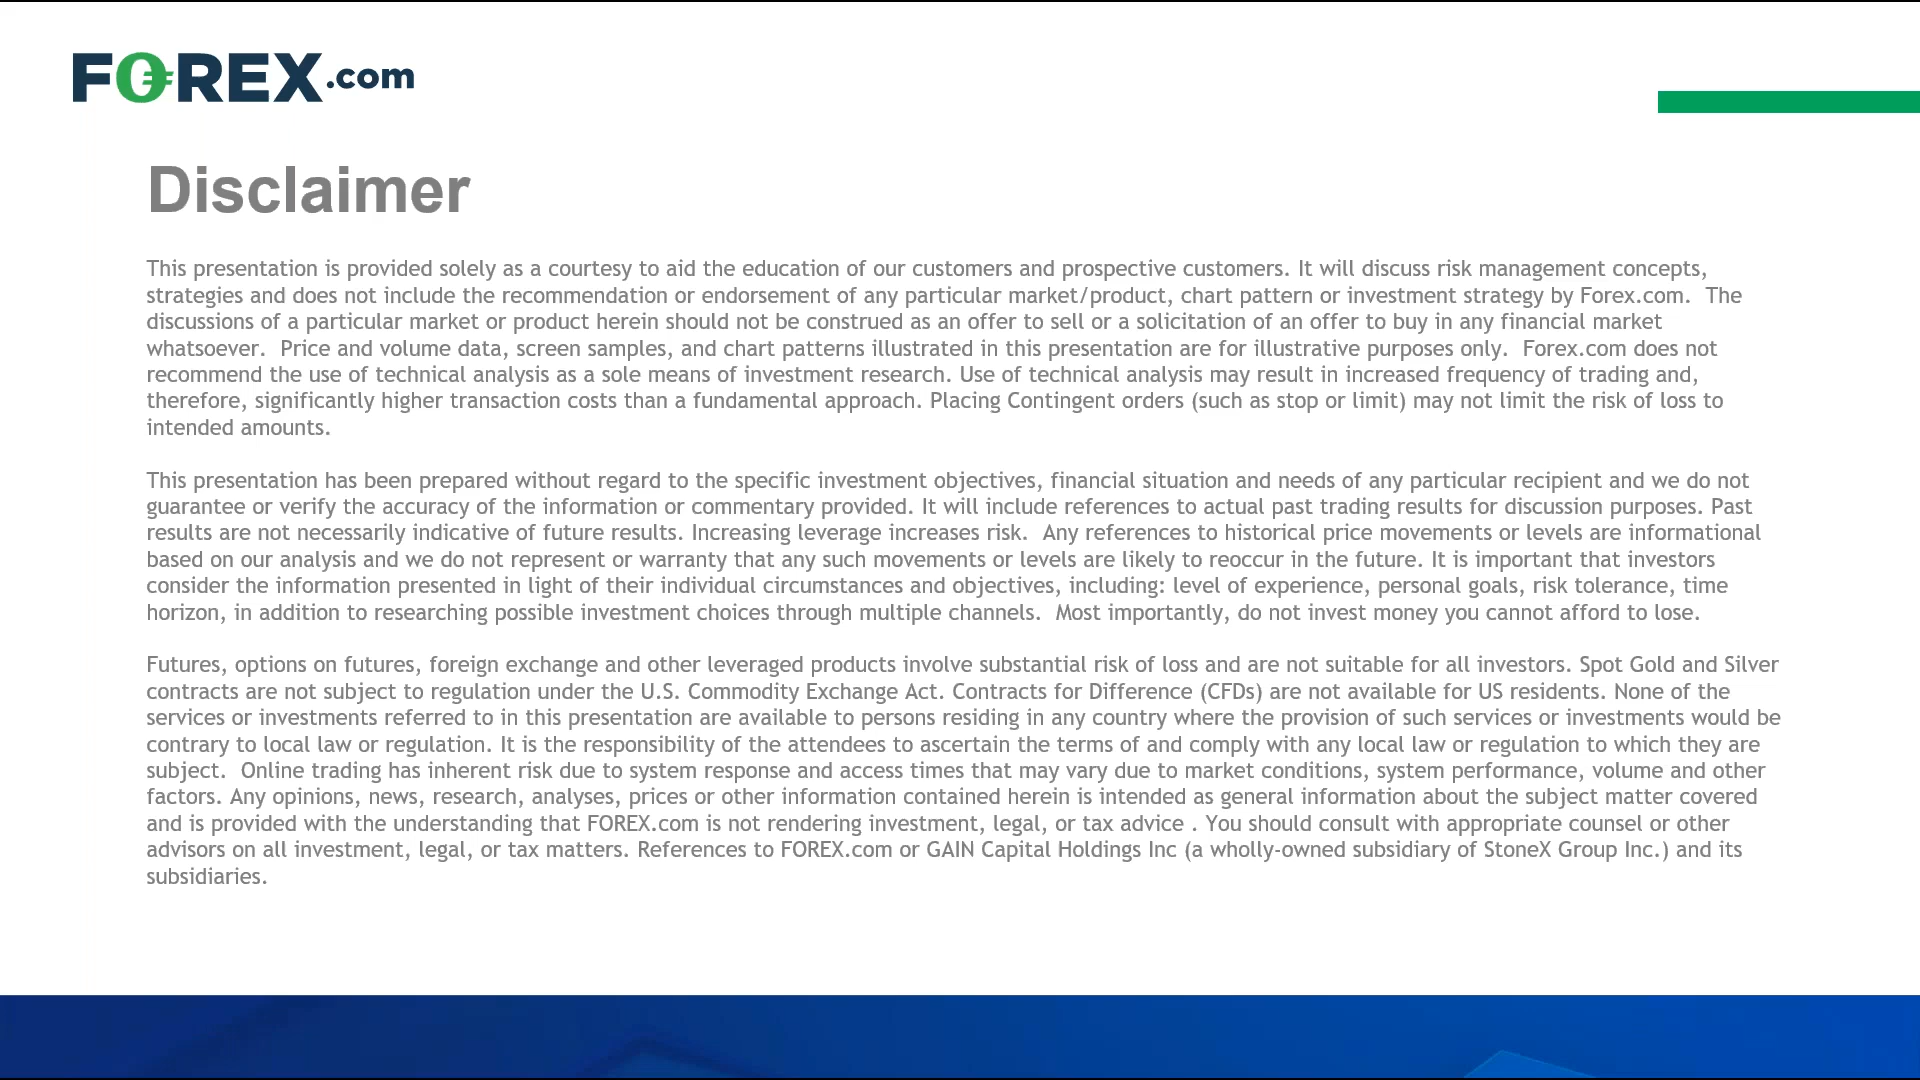 FOREX.com
Disclaimer
This presentation is provided solely as a courtesy to aid the education of our customers and prospective customers. It will discuss risk management concepts,
strategies and does not include the recommendation or endorsement of any particular market/product, chart pattern or investment strategy by Forex.com.  The
discussions of a particular market or product herein should not be construed as an offer to sell or a solicitation of an offer to buy in any financial market
whatsoever.  Price and volume data, screen samples, and chart patterns illustrated in this presentation are for illustrative purposes only.  Forex.com does not
recommend the use of technical analysis as a sole means of investment research. Use of technical analysis may result in increased frequency of trading and,
therefore, significantly higher transaction costs than a fundamental approach. Placing Contingent orders (such as stop or limit) may not limit the risk of loss to
intended amounts.
This presentation has been prepared without regard to the specific investment objectives, financial situation and needs of any particular recipient and we do not
guarantee or verify the accuracy of the information or commentary provided. It will include references to actual past trading results for discussion purposes. Past
results are not necessarily indicative of future results. Increasing leverage increases risk.  Any references to historical price movements or levels are informational
based on our analysis and we do not represent or warranty that any such movements or levels are likely to reoccur in the future. It is important that investors
consider the information presented in light of their individual circumstances and objectives, including: level of experience, personal goals, risk tolerance, time
horizon, in addition to researching possible investment choices through multiple channels.  Most importantly, do not invest money you cannot afford to lose.
Futures, options on futures, foreign exchange and other leveraged products involve substantial risk of loss and are not suitable for all investors. Spot Gold and Silver
contracts are not subject to regulation under the U.S. Commodity Exchange Act. Contracts for Difference (CFDs) are not available for US residents. None of the
services or investments referred to in this presentation are available to persons residing in any country where the provision of such services or investments would be
contrary to local law or regulation. It is the responsibility of the attendees to ascertain the terms of and comply with any local law or regulation to which they are
subject.  Online trading has inherent risk due to system response and access times that may vary due to market conditions, system performance, volume and other
factors. Any opinions, news, research, analyses, prices or other information contained herein is intended as general information about the subject matter covered
and is provided with the understanding that FOREX.com is not rendering investment, legal, or tax advice . You should consult with appropriate counsel or other
advisors on all investment, legal, or tax matters. References to FOREX.com or GAIN Capital Holdings Inc (a wholly-owned subsidiary of StoneX Group Inc.) and its
subsidiaries.